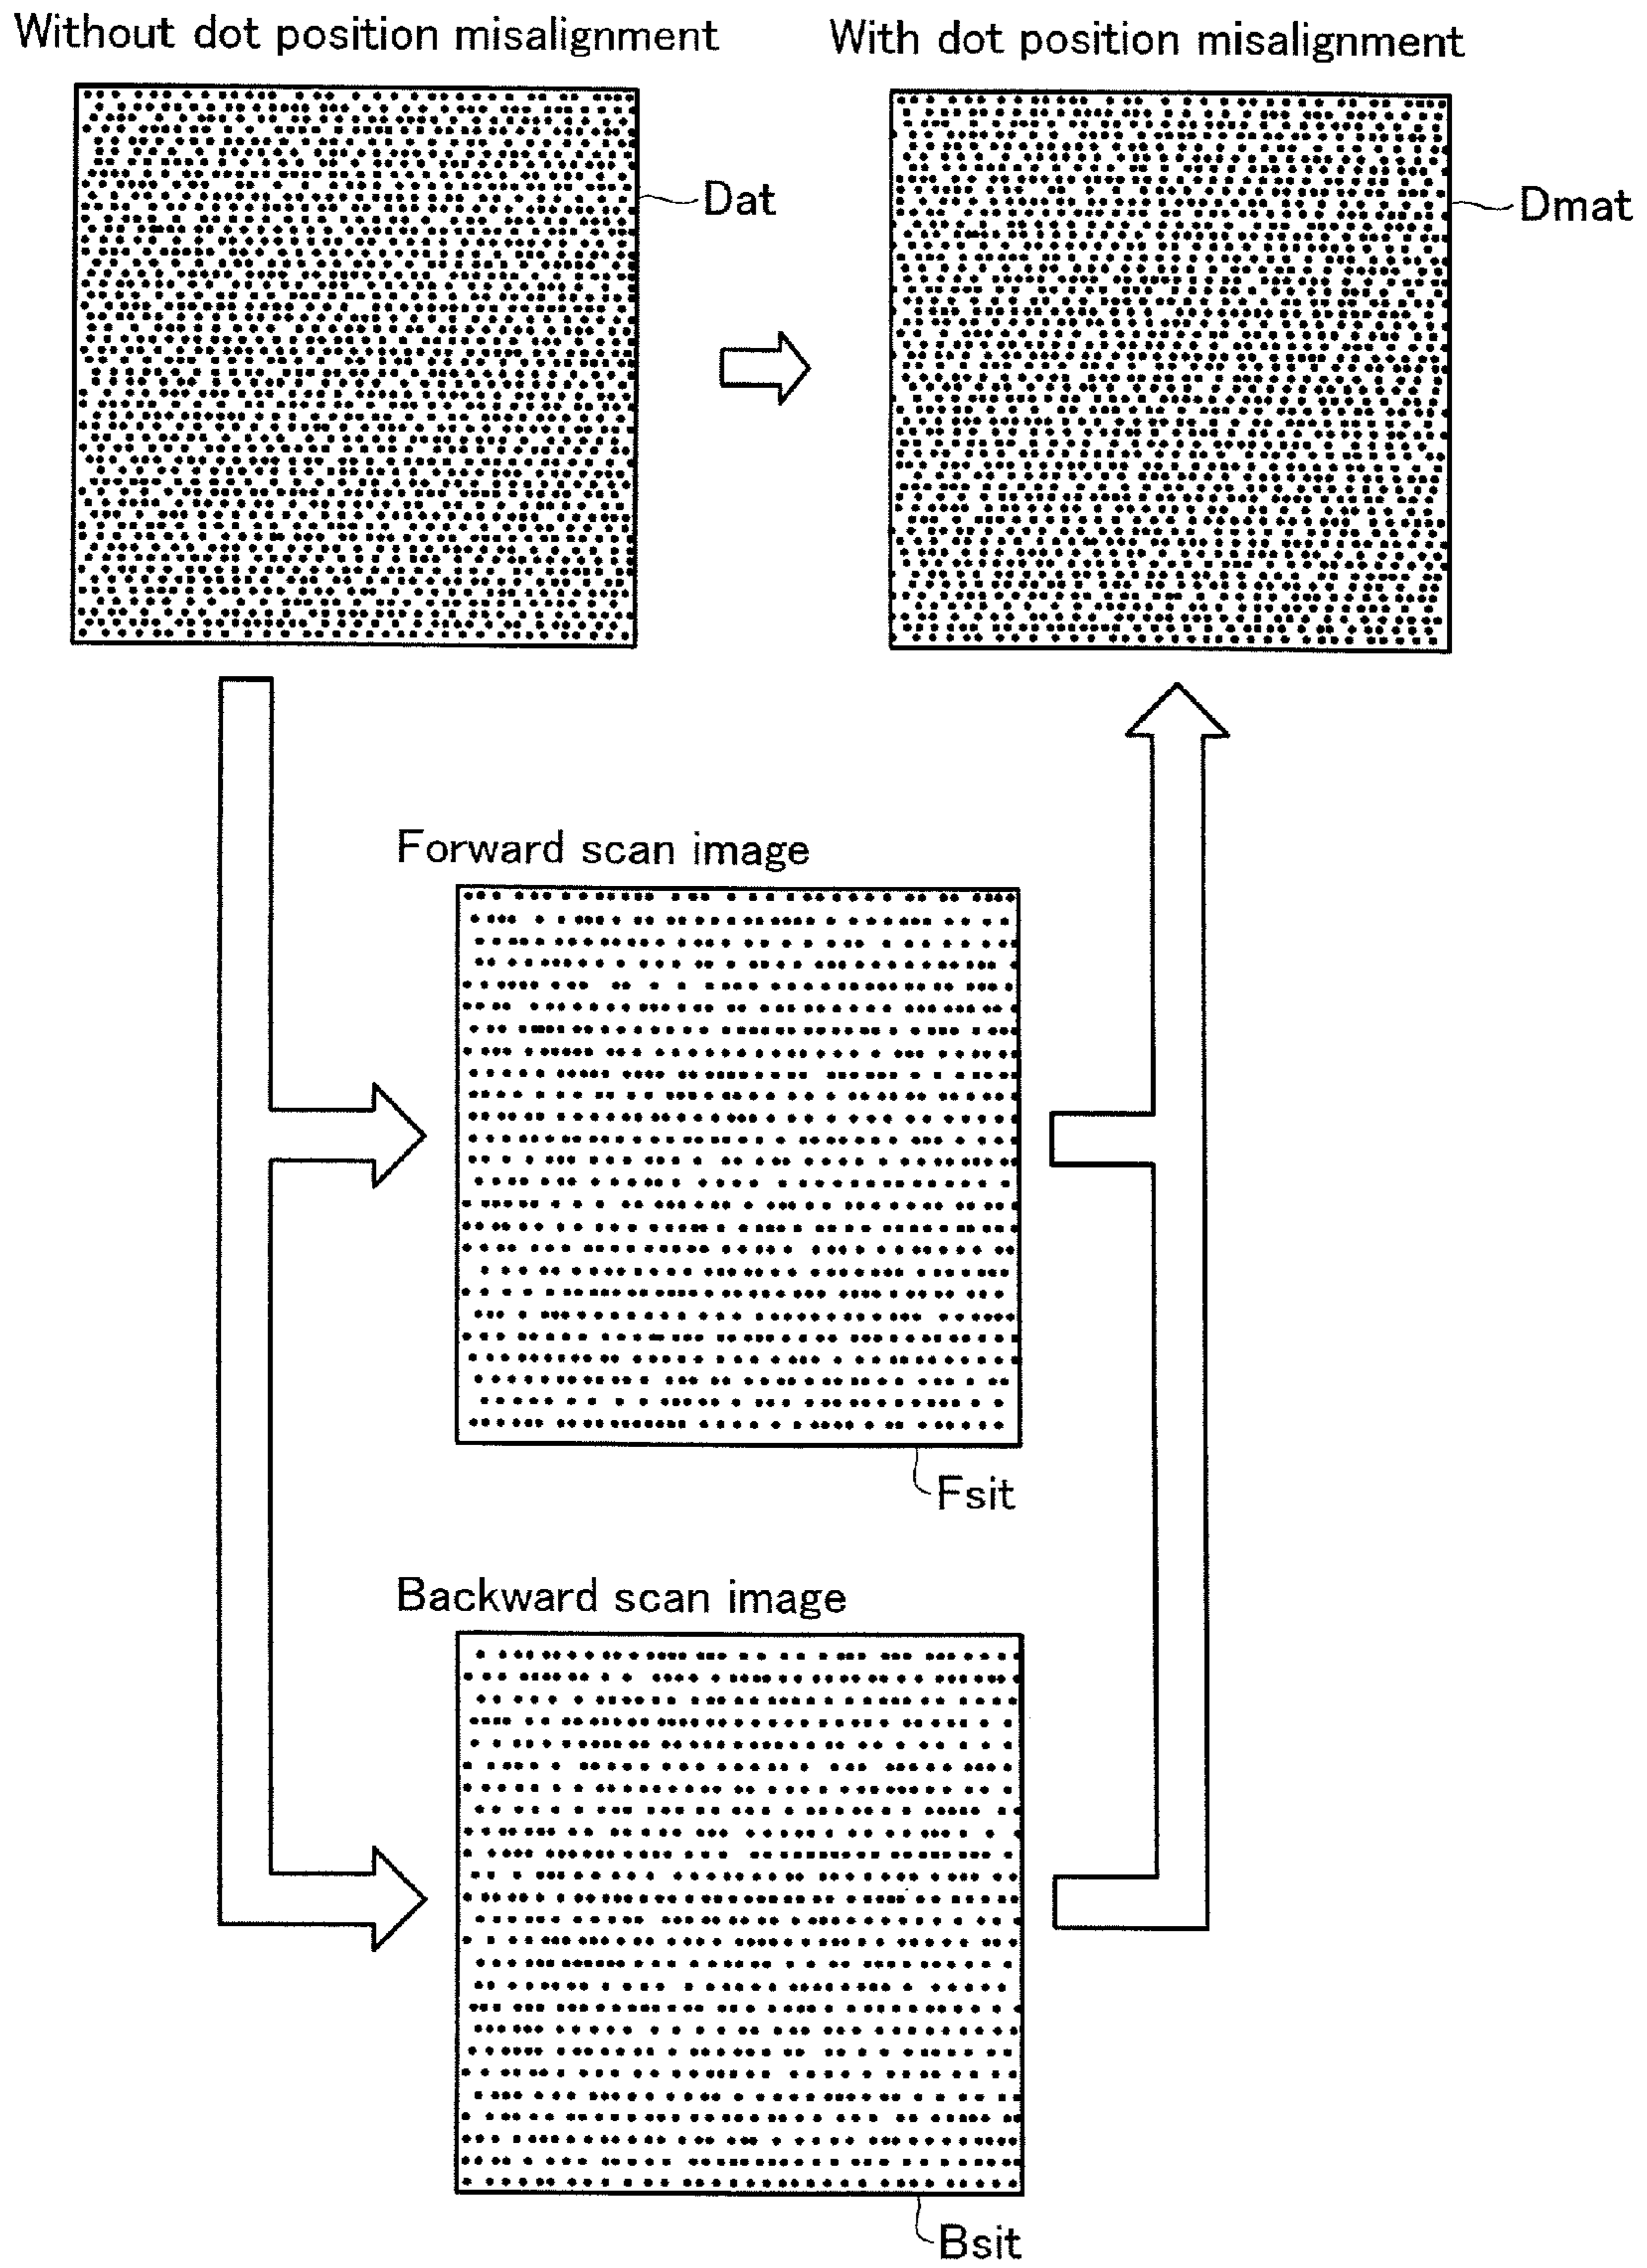 Without dot position misalignment
With dot position misalignment
Dat
Dmat
Forward scan image
Fsit
Backward scan image
Bsit